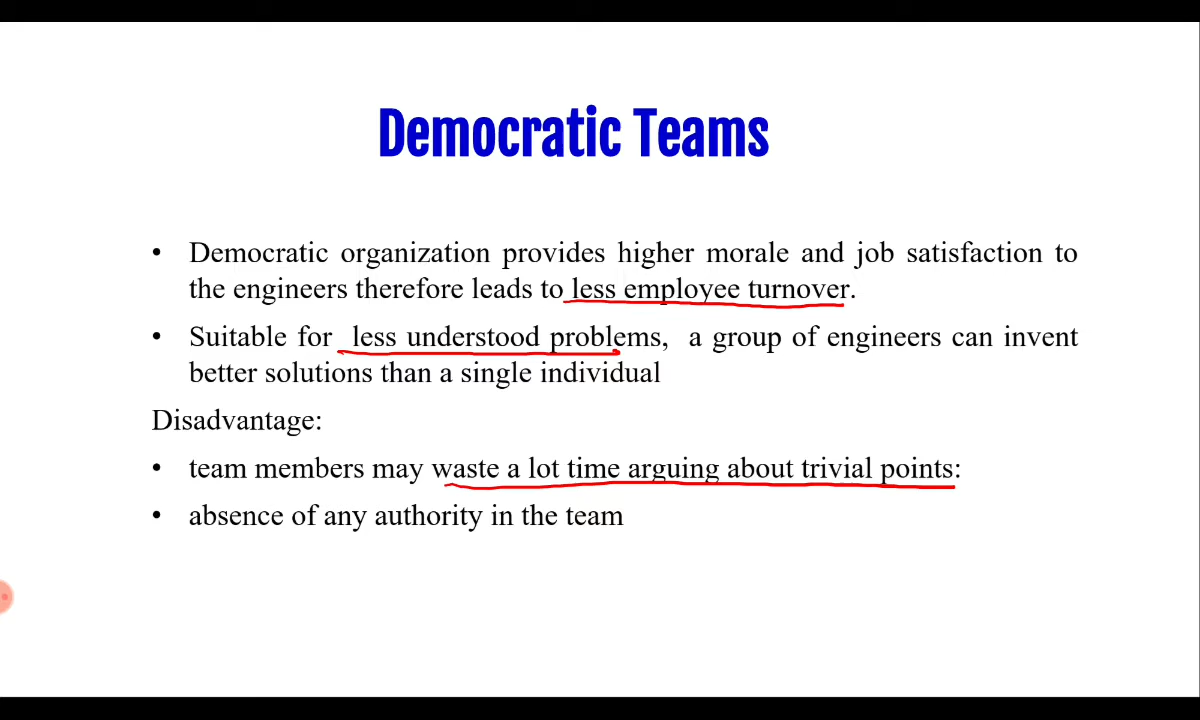 Democratic Teams
• Democratic organization provides higher morale and job satisfaction to
the engineers therefore leads to less employee turnover.
• Suitable for less understood problems, a group of engineers can invent
better solutions than a single individual
Disadvantage:
• team members may waste a lot time arguing about trivial points:
• absence of any authority in the team